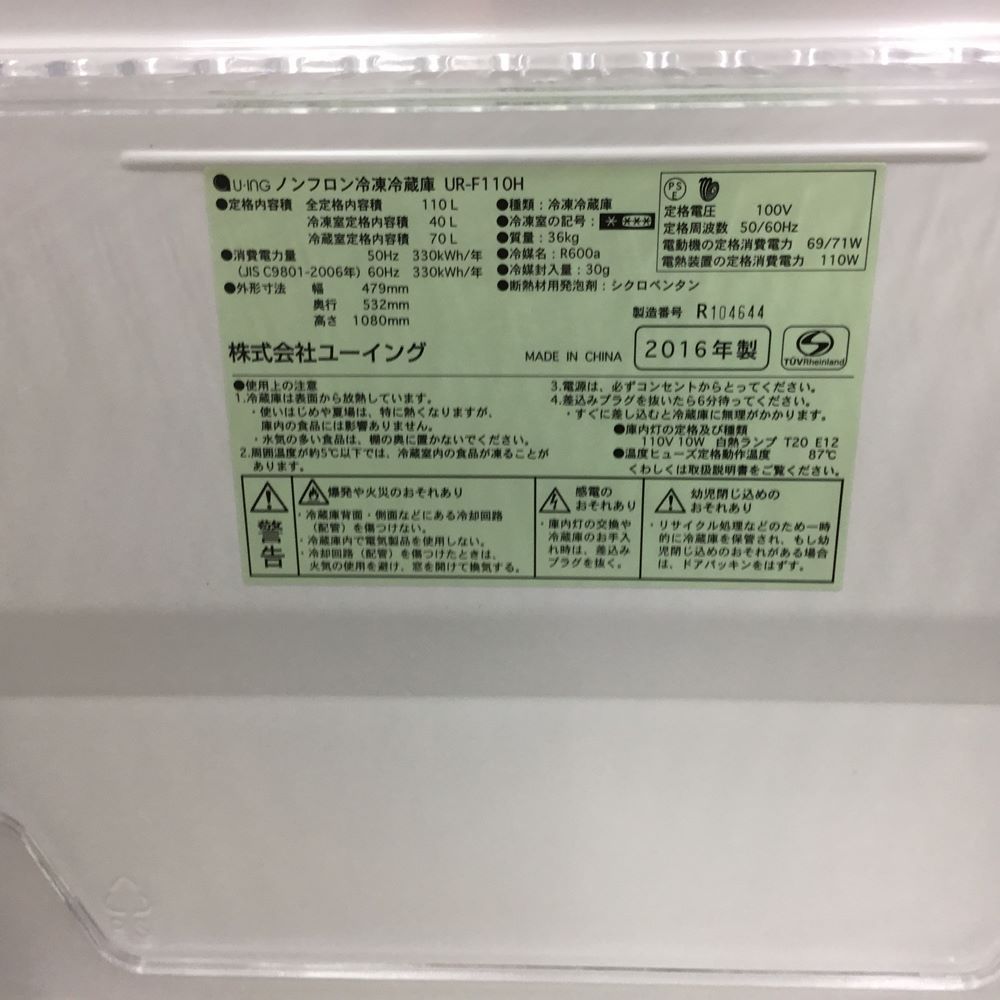 U·ING ノンフロン冷凍冷蔵庫 UR-F110H
●定格内容積 全定格内容積 110L
冷凍室定格内容積 40L
冷蔵室定格内容積 70L
●消費電力量 50Hz 330kWh/年
(JIS C9801-2006年) 60Hz 330kWh/年
●外形寸法 幅 479mm
奥行 532mm
高さ 1080mm
●種類：冷凍冷蔵庫
●冷凍室の記号：
●質量：36kg
●冷媒名：R600a
●冷媒封入量：30g
●断熱材用発泡剤：シクロペンタン
PSE
定格電圧 100V
定格周波数 50/60Hz
電動機の定格消費電力 69/71W
電熱装置の定格消費電力 110W
製造番号 R104644
株式会社ユーイング
MADE IN CHINA
2016年製
TÜVRheinland
●使用上の注意
1.冷蔵庫は表面から放熱しています。
・使いはじめや夏場は、特に熱くなりますが、
庫内の食品には影響ありません。
・水気の多い食品は、棚の奥に置かないでください。
2.周囲温度が約5℃以下では、冷蔵室内の食品が凍ることが
あります。
3.電源は、必ずコンセントからとってください。
4.差込みプラグを抜いたら6分待ってください。
・すぐに差し込むと冷蔵庫に無理がかかります。
●庫内灯の定格及び種類
110V 10W 白熱ランプ T20 E12
●温度ヒューズ定格動作温度 87℃
くわしくは取扱説明書をご覧ください。
警告
爆発や火災のおそれあり
・冷蔵庫背面・側面などにある冷却回路
（配管）を傷つけない。
・冷蔵庫内で電気製品を使用しない。
・冷却回路（配管）を傷つけたときは、
火気の使用を避け、窓を開けて換気する。
感電の
おそれあり
・庫内灯の交換や
冷蔵庫のお手入
れ時は、差込み
プラグを抜く。
幼児閉じ込めの
おそれあり
・リサイクル処理などのため一時
的に冷蔵庫を保管され、もし幼
児閉じ込めのおそれがある場合
は、ドアパッキンをはずす。